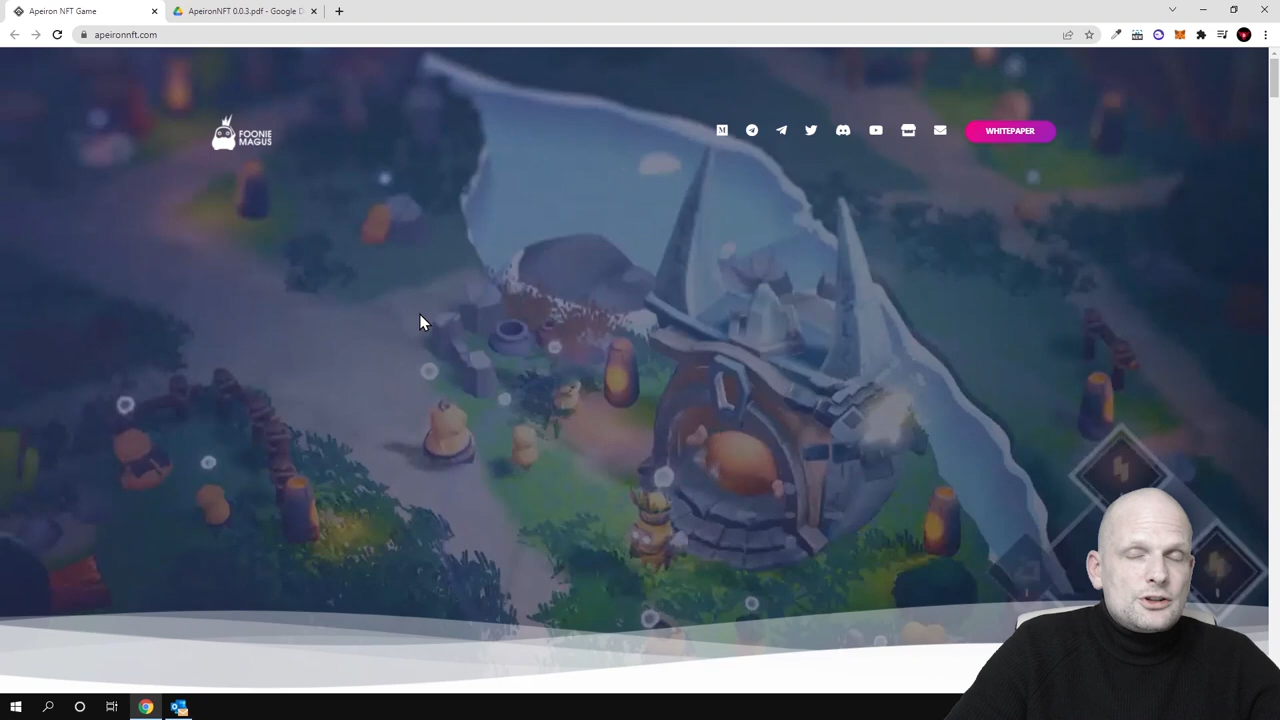 Apeiron NFT Game
ApeironNFT 0.0.3.pdf - Google D
apeironnft.com
FOONIE
MAGUS
WHITEPAPER